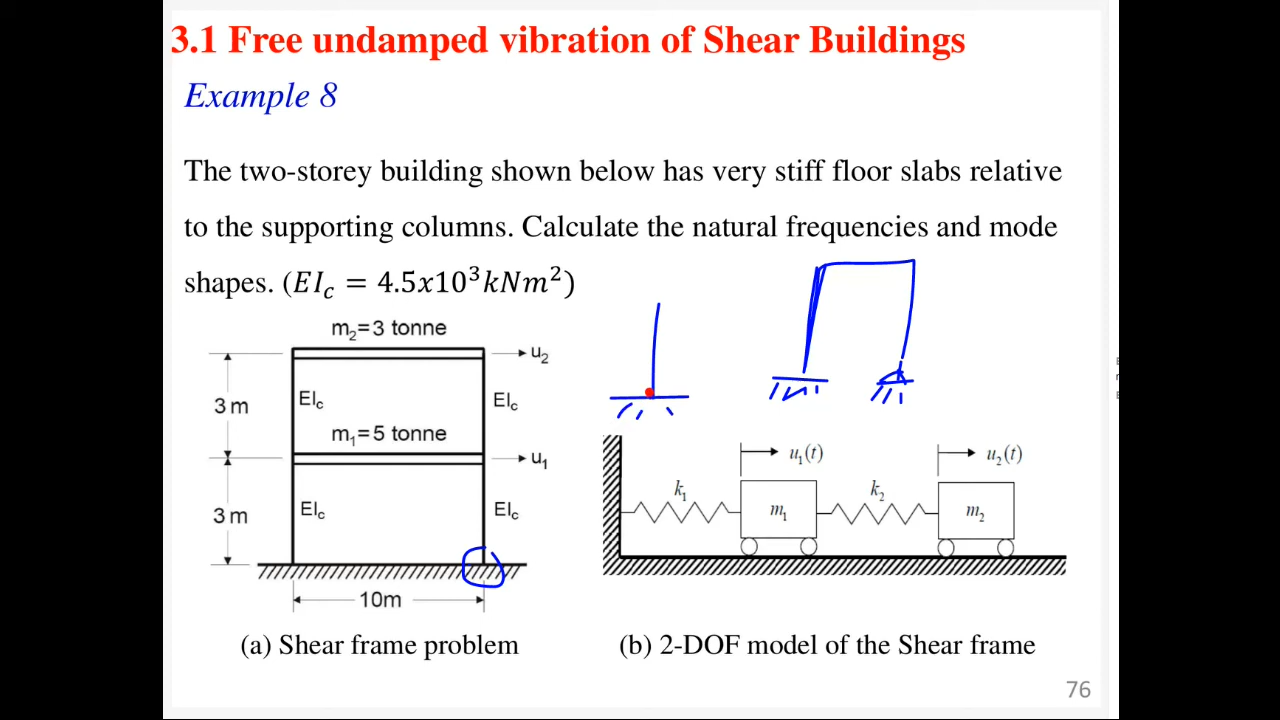 3.1 Free undamped vibration of Shear Buildings
Example 8
The two-storey building shown below has very stiff floor slabs relative
to the supporting columns. Calculate the natural frequencies and mode
shapes. (EI_c = 4.5x10^3 kNm^2)
m2=3 tonne
u2
3 m
EIc
EIc
m1=5 tonne
u1
3 m
EIc
EIc
10m
u1(t)
u2(t)
k1
m1
k2
m2
(a) Shear frame problem
(b) 2-DOF model of the Shear frame
76